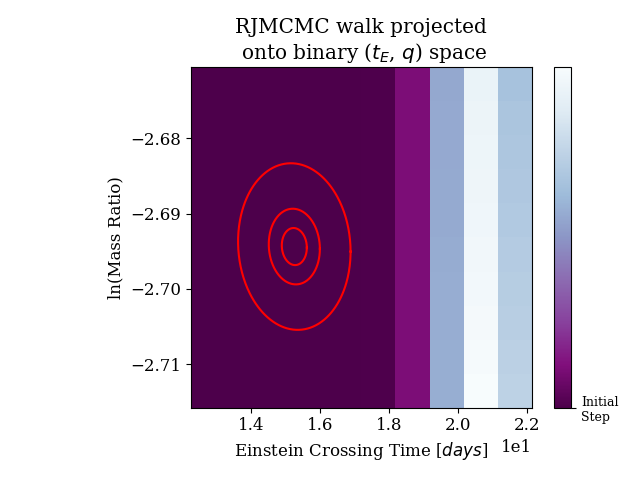 RJMCMC walk projected
onto binary (t_E, q) space
ln(Mass Ratio)
−2.68
−2.69
−2.70
−2.71
1.4 1.6 1.8 2.0 2.2
Einstein Crossing Time [days] 1e1
Initial
Step